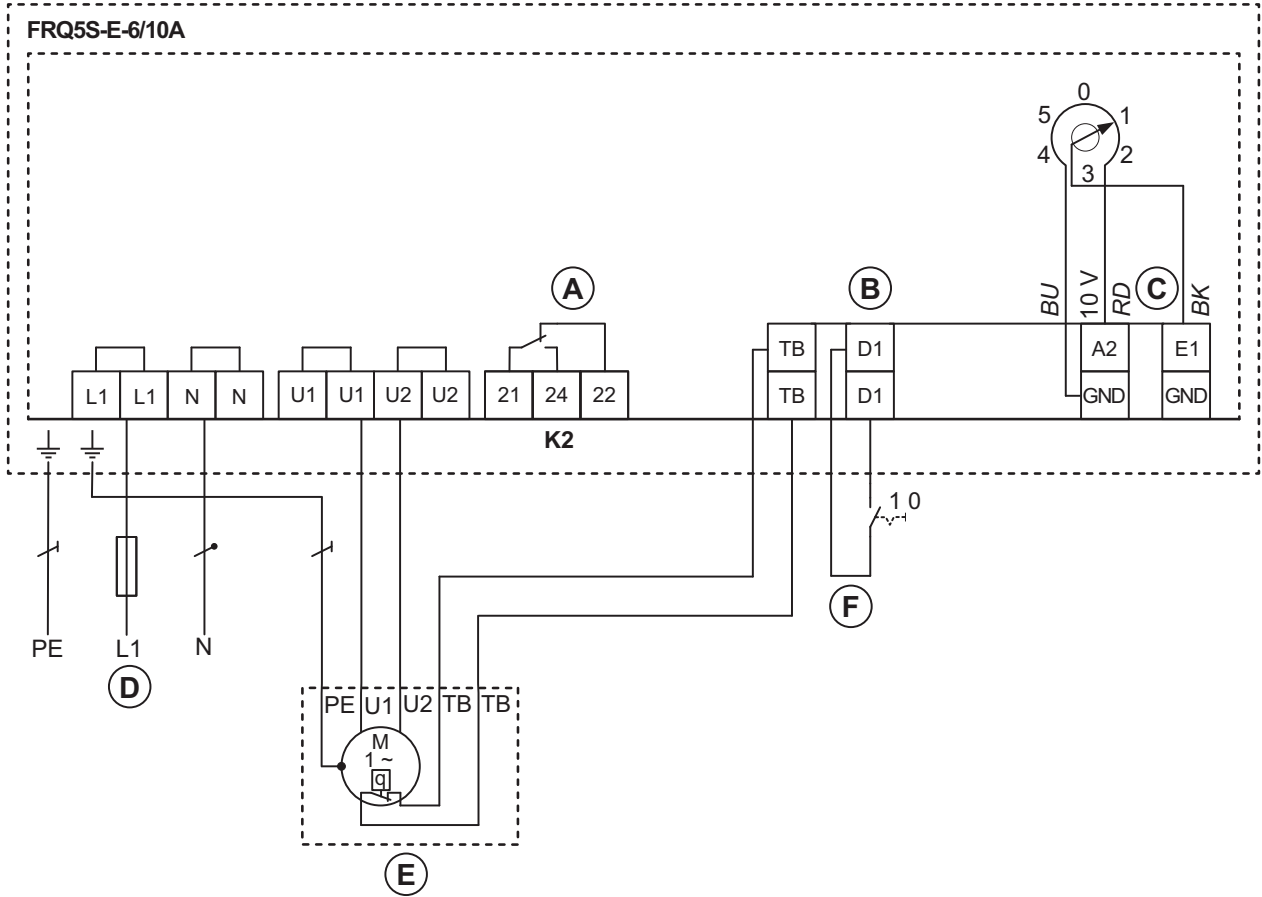 FRQ5S-E-6/10A
0
5 1
4 2
3
A B C
BU 10 V RD BK
TB D1 A2 E1
L1 L1 N N U1 U1 U2 U2 21 24 22 TB D1 GND GND
K2
1 0
F
PE L1 N
D
PE U1 U2 TB TB
M
1 ~
q
E